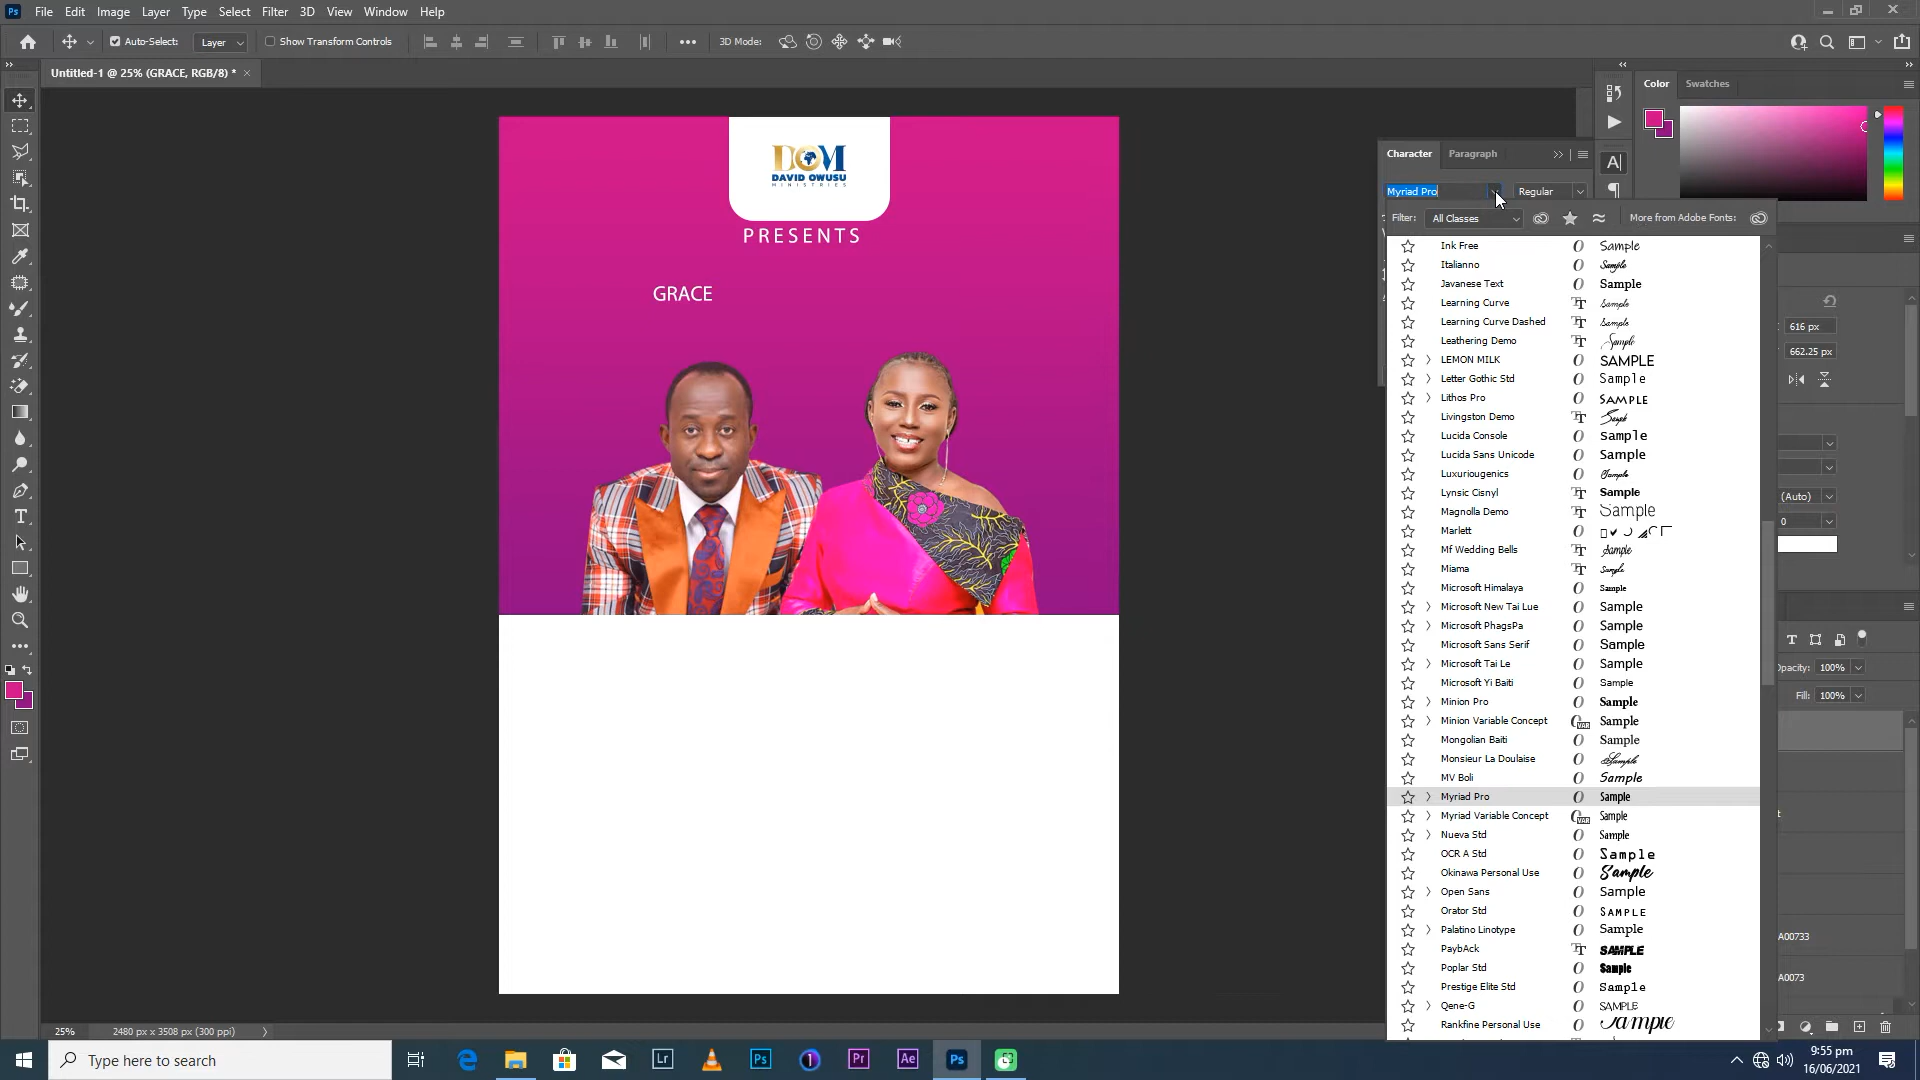 Ps File Edit Image Layer Type Select Filter 3D View Window Help
Auto-Select: Layer Show Transform Controls 3D Mode:
Untitled-1 @ 25% (GRACE, RGB/8) *
Color Swatches
Character Paragraph
Myriad Pro Regular
Filter: All Classes More from Adobe Fonts:
DOM
DAVID OWUSU
MINISTRIES
PRESENTS
GRACE
Ink Free Sample
Italianno Sample
Javanese Text Sample
Learning Curve Sample
Learning Curve Dashed Sample
Leathering Demo Sample
LEMON MILK SAMPLE
Letter Gothic Std Sample
Lithos Pro SAMPLE
Livingston Demo Sample
Lucida Console Sample
Lucida Sans Unicode Sample
Luxuriougenics Sample
Lynsic Cisnyl Sample
Magnolla Demo Sample
Marlett
Mf Wedding Bells Sample
Miama Sample
Microsoft Himalaya Sample
Microsoft New Tai Lue Sample
Microsoft PhagsPa Sample
Microsoft Sans Serif Sample
Microsoft Tai Le Sample
Microsoft Yi Baiti Sample
Minion Pro Sample
Minion Variable Concept Sample
Mongolian Baiti Sample
Monsieur La Doulaise Sample
MV Boli Sample
Myriad Pro Sample
Myriad Variable Concept Sample
Nueva Std Sample
OCR A Std Sample
Okinawa Personal Use Sample
Open Sans Sample
Orator Std SAMPLE
Palatino Linotype Sample
PaybAck SAMPLE
Poplar Std Sample
Prestige Elite Std Sample
Qene-G SAMPLE
Rankfine Personal Use Sample
616 px
662.25 px
(Auto)
0
Opacity: 100%
Fill: 100%
A00733
A0073
25% 2480 px x 3508 px (300 ppi)
Type here to search
Lr Ps Pr Ae Ps
9:55 pm
16/06/2021